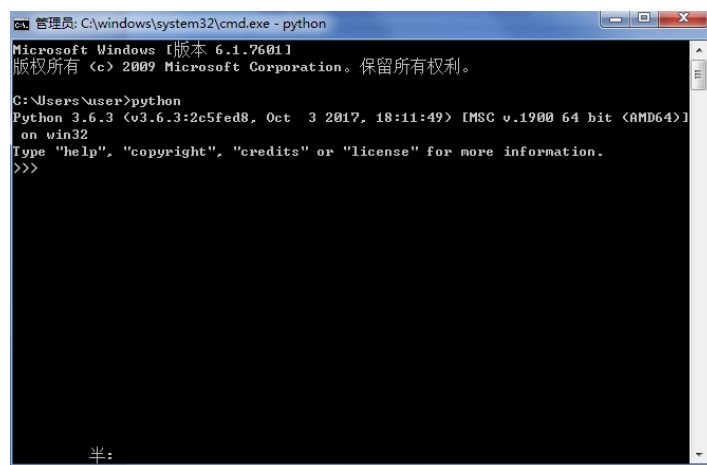 管理员: C:\windows\system32\cmd.exe - python
Microsoft Windows [版本 6.1.7601]
版权所有 (c) 2009 Microsoft Corporation。保留所有权利。
C:\Users\user>python
Python 3.6.3 (v3.6.3:2c5fed8, Oct  3 2017, 18:11:49) [MSC v.1900 64 bit (AMD64)]
on win32
Type "help", "copyright", "credits" or "license" for more information.
>>>
半: